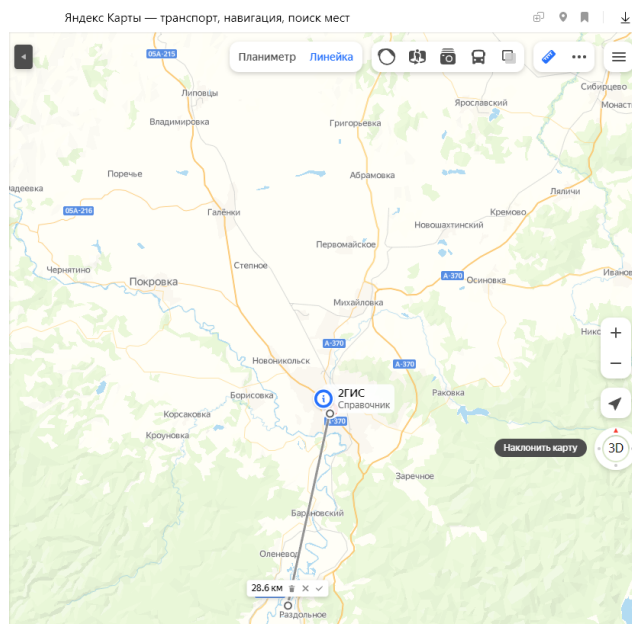 Яндекс Карты — транспорт, навигация, поиск мест
Планиметр Линейка
05А-215
Липовцы
Сибирцево
Ярославский
Владимировка
Григорьевка
Поречье
Абрамовка
Ляличи
05А-216
Галёнки
Кремово
Новошахтинский
Первомайское
Степное
Чернятино
А-370
Осиновка
Покровка
Михайловка
А-370
Новоникольск
А-370
2ГИС
Справочник
Борисовка
Раковка
Корсаковка
А-370
Кроуновка
Наклонить карту
3D
Заречное
Барановский
Оленевод
28.6 км
Раздольное